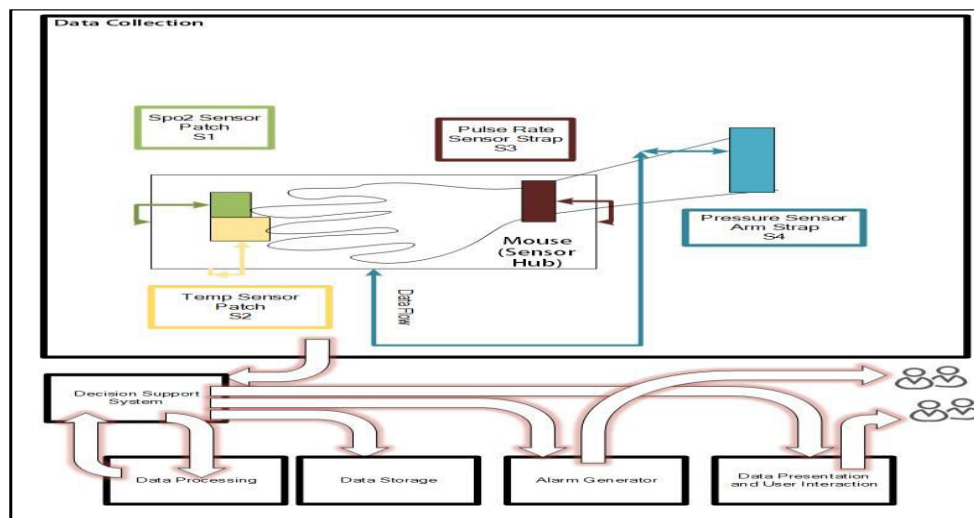 Data Collection
Spo2 Sensor
Patch
S1
Pulse Rate
Sensor Strap
S3
Pressure Sensor
Arm Strap
S4
Mouse
(Sensor
Hub)
Temp Sensor
Patch
S2
Data Flow
Decision Support
System
Data Processing
Data Storage
Alarm Generator
Data Presentation
and User Interaction